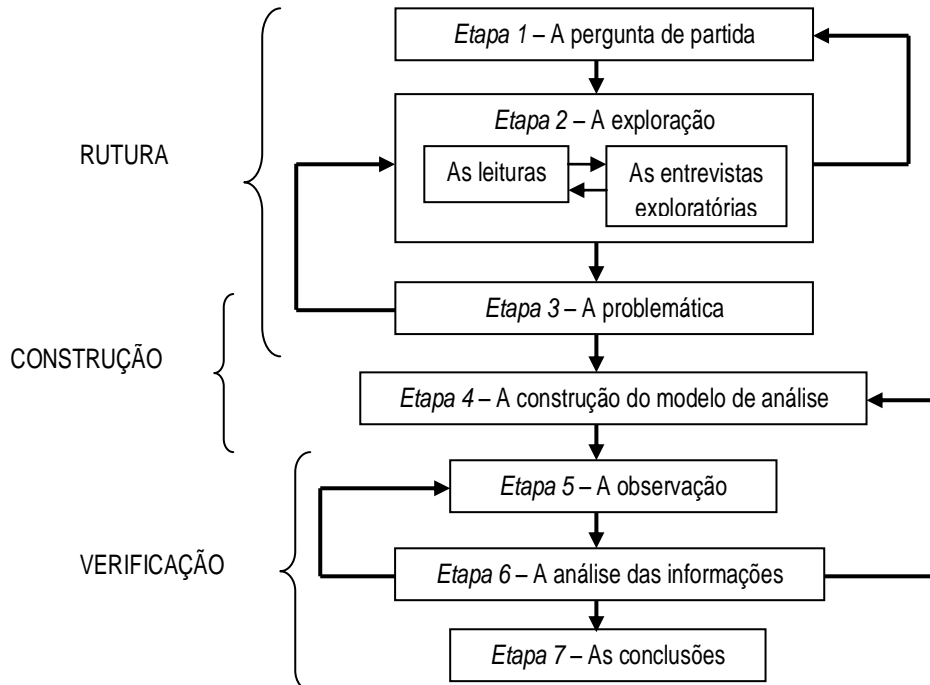 Etapa 1 – A pergunta de partida
Etapa 2 – A exploração
RUTURA
As leituras
As entrevistas
exploratórias
Etapa 3 – A problemática
CONSTRUÇÃO
Etapa 4 – A construção do modelo de análise
Etapa 5 – A observação
VERIFICAÇÃO
Etapa 6 – A análise das informações
Etapa 7 – As conclusões